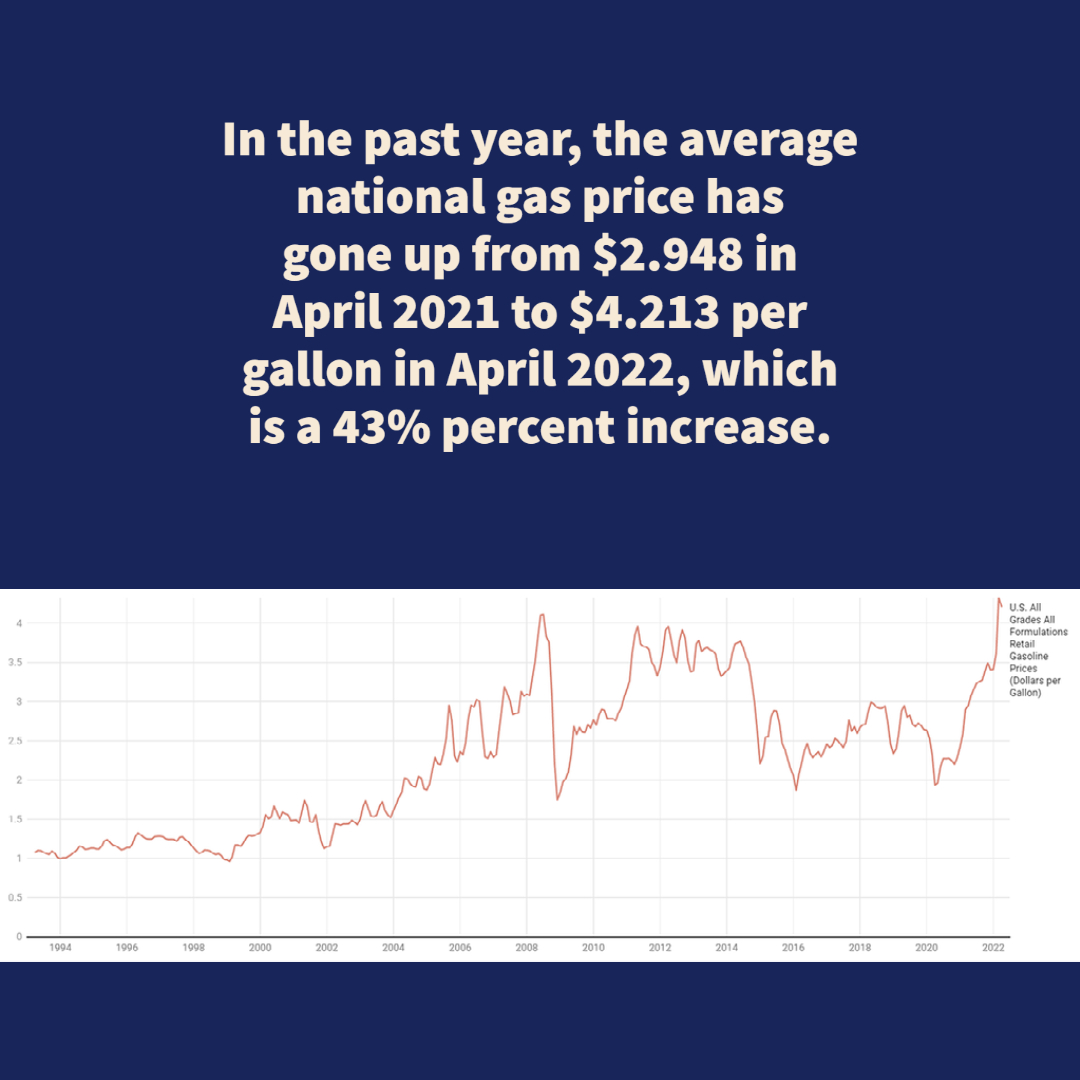 In the past year, the average
national gas price has
gone up from $2.948 in
April 2021 to $4.213 per
gallon in April 2022, which
is a 43% percent increase.
U.S. All
Grades All
Formulations
Retail
Gasoline
Prices
(Dollars per
Gallon)
4
3.5
3
2.5
2
1.5
1
0.5
0
1994 1996 1998 2000 2002 2004 2006 2008 2010 2012 2014 2016 2018 2020 2022